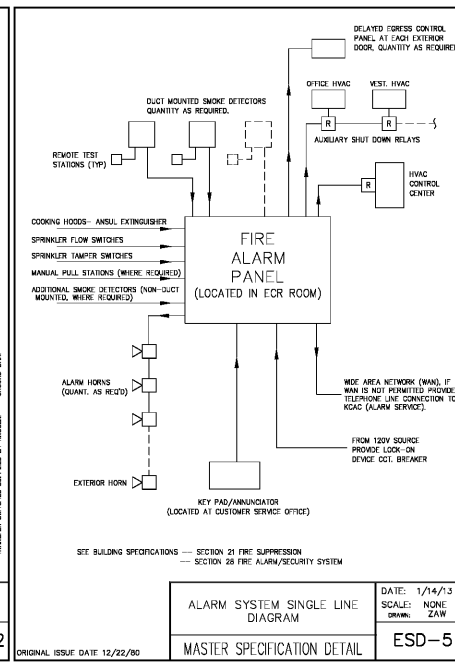 DELAYED EGRESS CONTROL
PANEL AT EACH EXTERIOR
DOOR, QUANTITY AS REQUIRED
OFFICE HVAC
VEST. HVAC
DUCT MOUNTED SMOKE DETECTORS
QUANTITY AS REQUIRED.
R
R
AUXILIARY SHUT DOWN RELAYS
REMOTE TEST
STATIONS (TYP)
R
HVAC
CONTROL
CENTER
COOKING HOODS- ANSUL EXTINGUISHER
SPRINKLER FLOW SWITCHES
SPRINKLER TAMPER SWITCHES
MANUAL PULL STATIONS (WHERE REQUIRED)
ADDITIONAL SMOKE DETECTORS (NON-DUCT
MOUNTED, WHERE REQUIRED)
FIRE
ALARM
PANEL
(LOCATED IN ECR ROOM)
ALARM HORNS
(QUANT. AS REQ'D)
WIDE AREA NETWORK (WAN), IF
WAN IS NOT PERMITTED PROVIDE
TELEPHONE LINE CONNECTION TO
KCAC (ALARM SERVICE).
FROM 120V SOURCE
PROVIDE LOCK-ON
DEVICE CCT. BREAKER
EXTERIOR HORN
KEY PAD/ANNUNCIATOR
(LOCATED AT CUSTOMER SERVICE OFFICE)
SEE BUILDING SPECIFICATIONS -- SECTION 21 FIRE SUPPRESSION
-- SECTION 28 FIRE ALARM/SECURITY SYSTEM
ALARM SYSTEM SINGLE LINE
DIAGRAM
DATE: 1/14/13
SCALE: NONE
DRAWN: ZAW
MASTER SPECIFICATION DETAIL
ESD-5
ORIGINAL ISSUE DATE 12/22/80
2